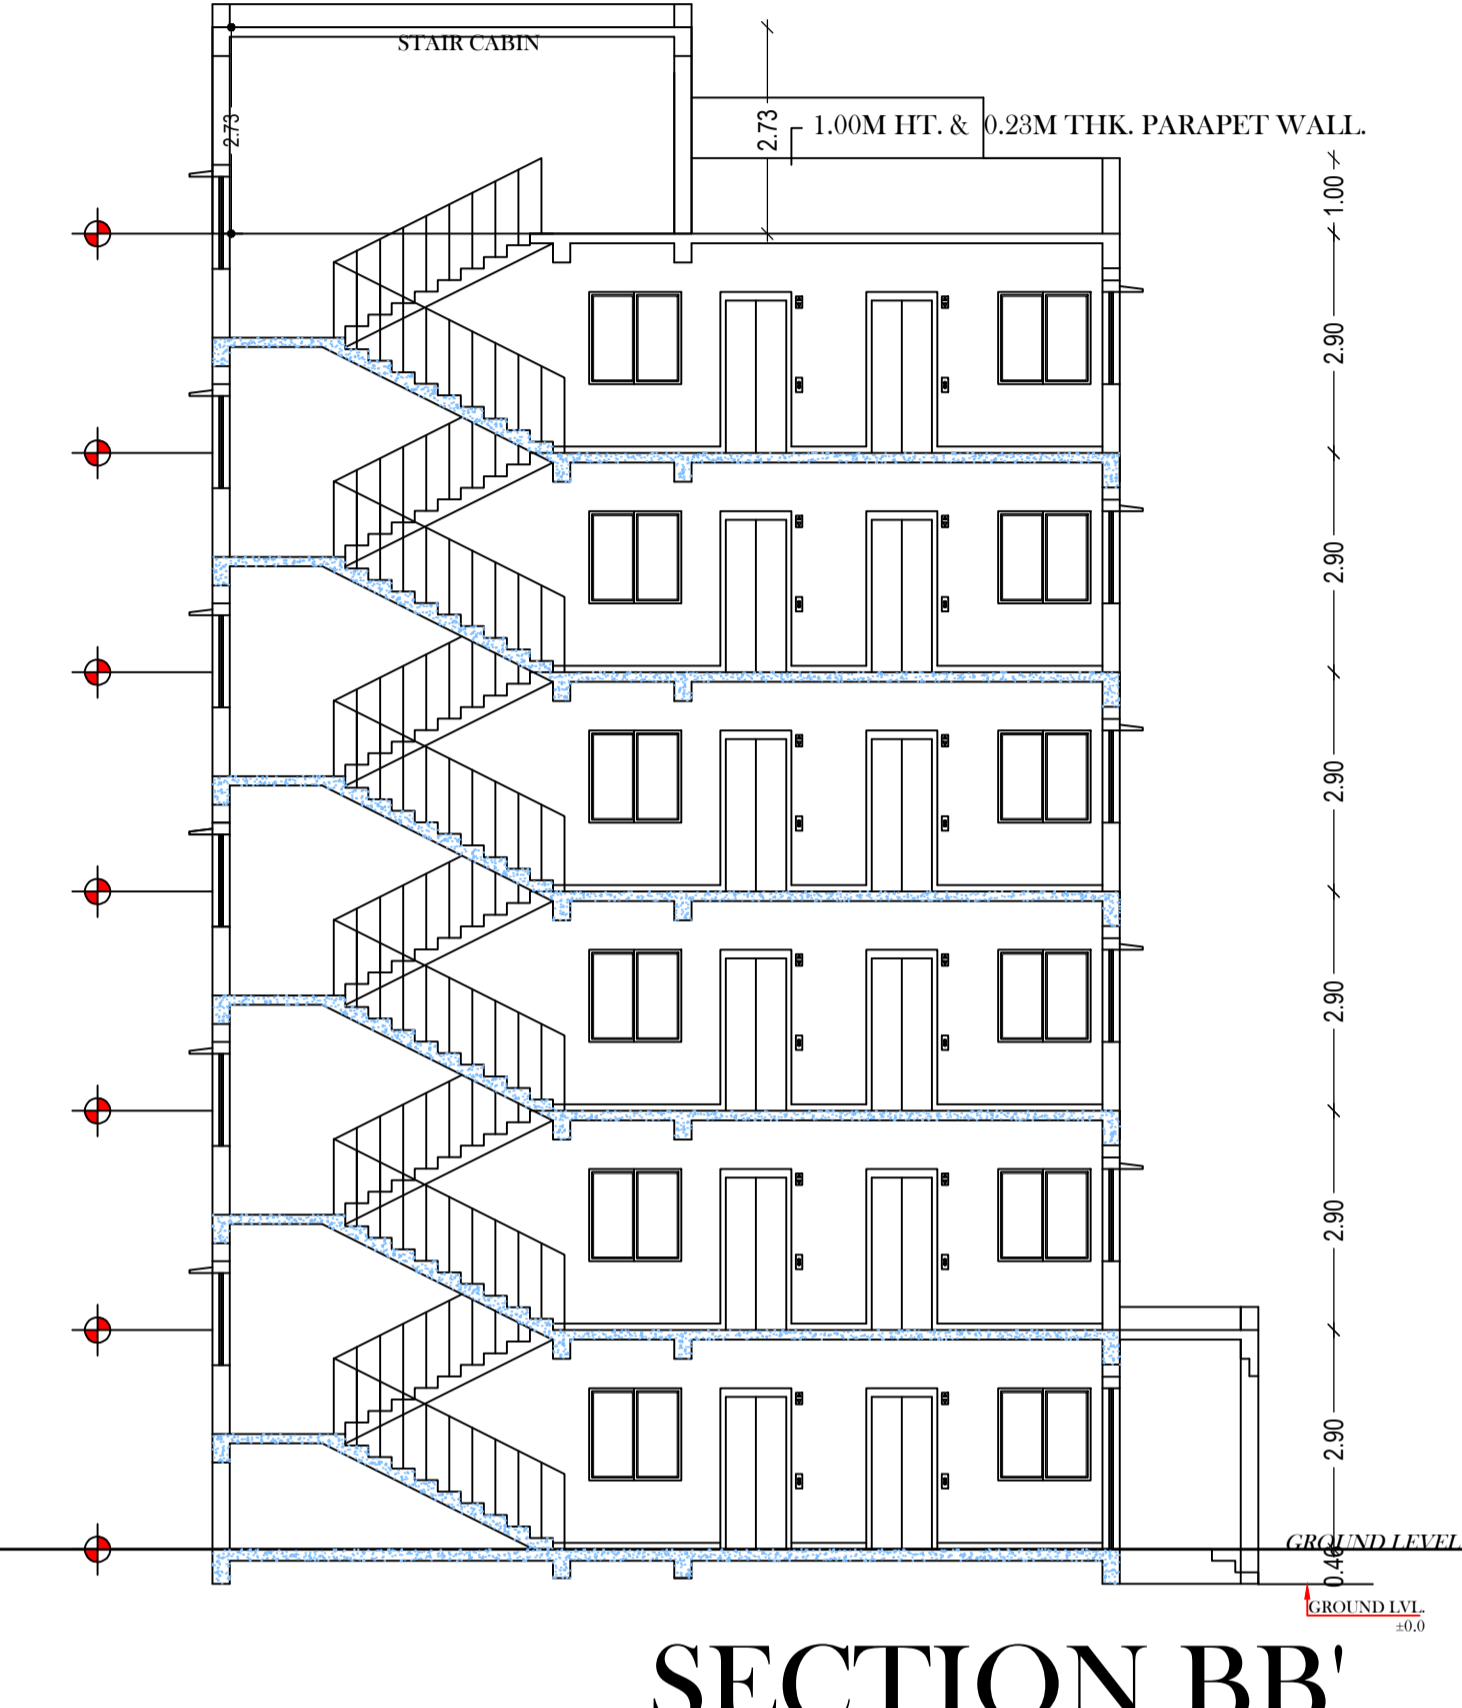 STAIR CABIN
2.73
2.73
1.00M HT. & 0.23M THK. PARAPET WALL.
1.00
2.90
2.90
2.90
2.90
2.90
2.90
GROUND LEVEL
GROUND LVL.
±0.0
SECTION BB'